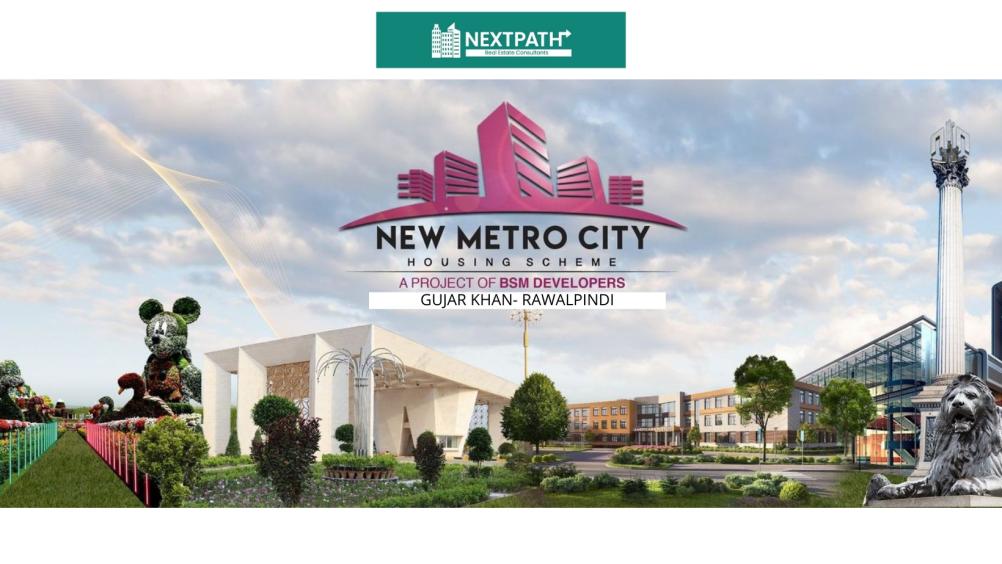 NEXTPATH
Real Estate Consultants
NEW METRO CITY
HOUSING SCHEME
A PROJECT OF BSM DEVELOPERS
GUJAR KHAN- RAWALPINDI